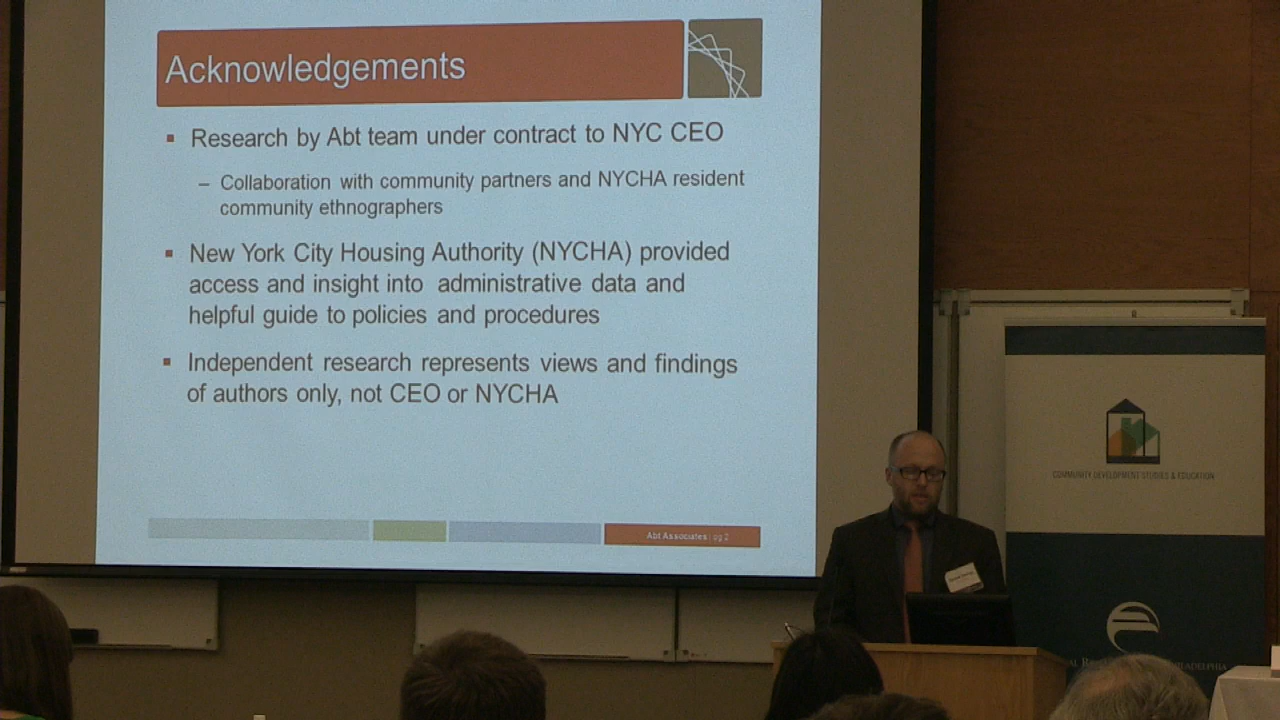 Acknowledgements
▪ Research by Abt team under contract to NYC CEO
– Collaboration with community partners and NYCHA resident
community ethnographers
▪ New York City Housing Authority (NYCHA) provided
access and insight into administrative data and
helpful guide to policies and procedures
▪ Independent research represents views and findings
of authors only, not CEO or NYCHA
Abt Associates | pg 2
COMMUNITY DEVELOPMENT STUDIES & EDUCATION